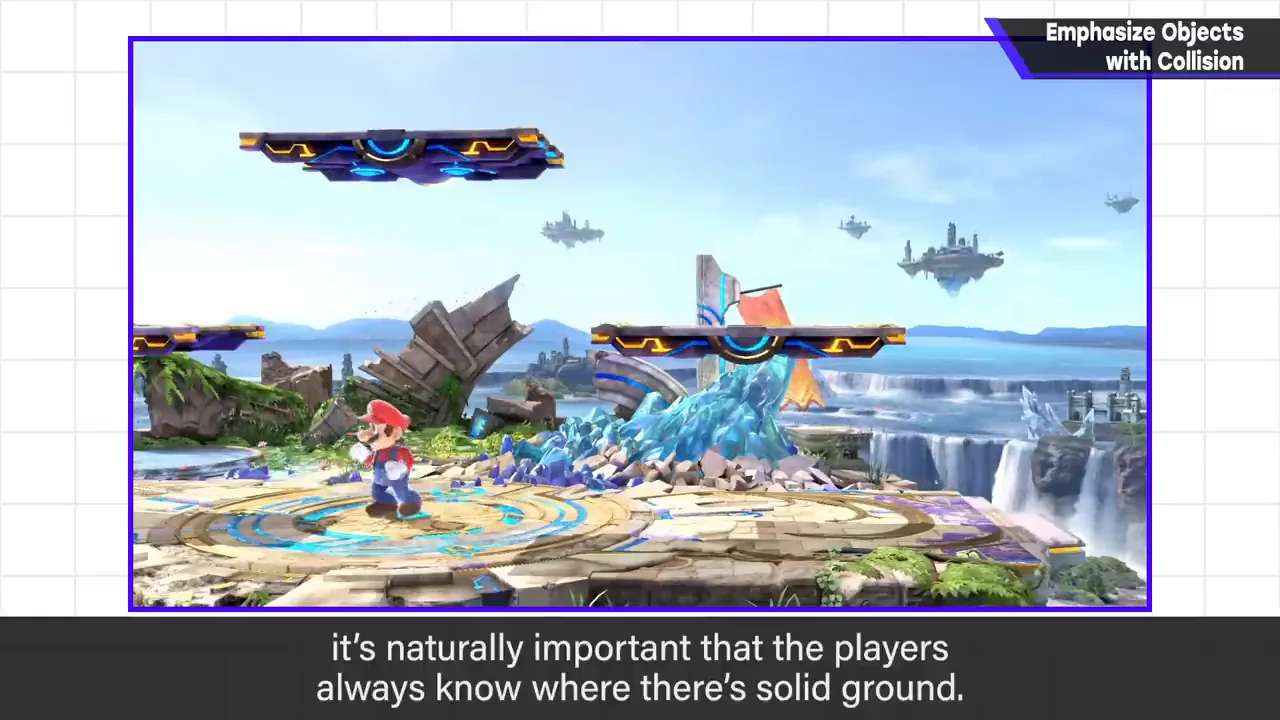 Emphasize Objects
with Collision
it's naturally important that the players
always know where there's solid ground.